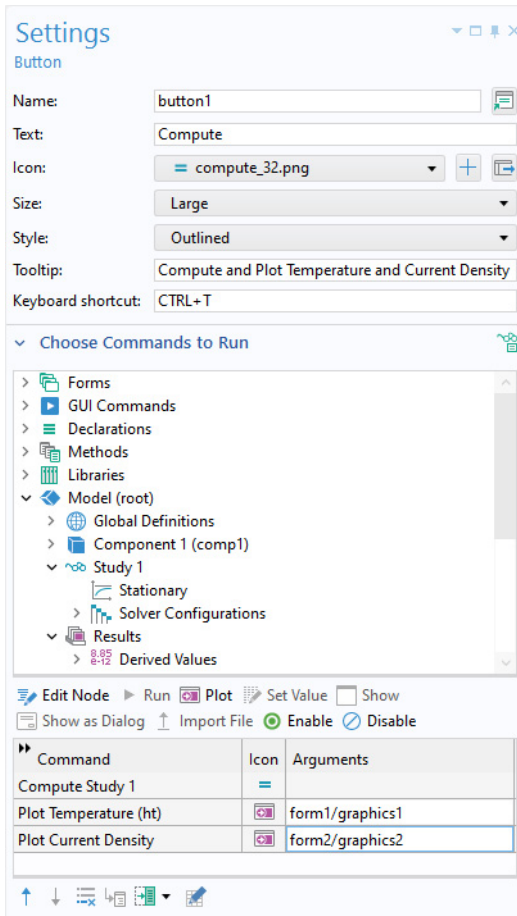 Settings
Button
Name: button1
Text: Compute
Icon: compute_32.png
Size: Large
Style: Outlined
Tooltip: Compute and Plot Temperature and Current Density
Keyboard shortcut: CTRL+T
Choose Commands to Run
Forms
GUI Commands
Declarations
Methods
Libraries
Model (root)
Global Definitions
Component 1 (comp1)
Study 1
Stationary
Solver Configurations
Results
8.85 e-12 Derived Values
Edit Node Run Plot Set Value Show
Show as Dialog Import File Enable Disable
Command Icon Arguments
Compute Study 1
Plot Temperature (ht) form1/graphics1
Plot Current Density form2/graphics2